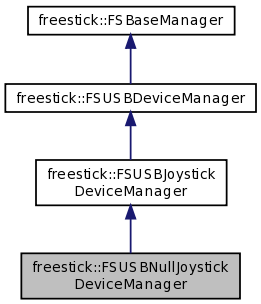 freestick::FSBaseManager
freestick::FSUSBDeviceManager
freestick::FSUSBJoystick
DeviceManager
freestick::FSUSBNullJoystick
DeviceManager